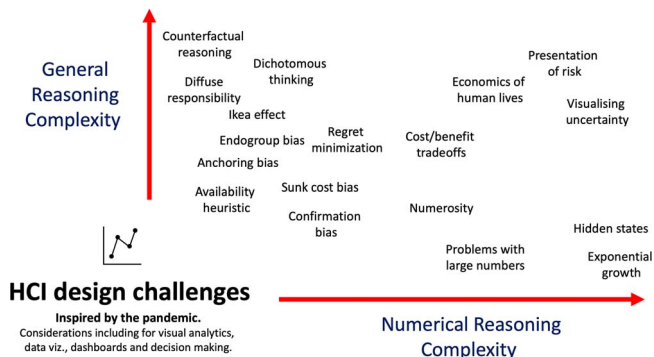 General
Reasoning
Complexity
Counterfactual
reasoning
Dichotomous
thinking
Diffuse
responsibility
Ikea effect
Endogroup bias
Regret
minimization
Anchoring bias
Availability
heuristic
Sunk cost bias
Confirmation
bias
Presentation
of risk
Economics of
human lives
Visualising
uncertainty
Cost/benefit
tradeoffs
Numerosity
Hidden states
Problems with
large numbers
Exponential
growth
HCI design challenges
Inspired by the pandemic.
Considerations including for visual analytics,
data viz., dashboards and decision making.
Numerical Reasoning
Complexity